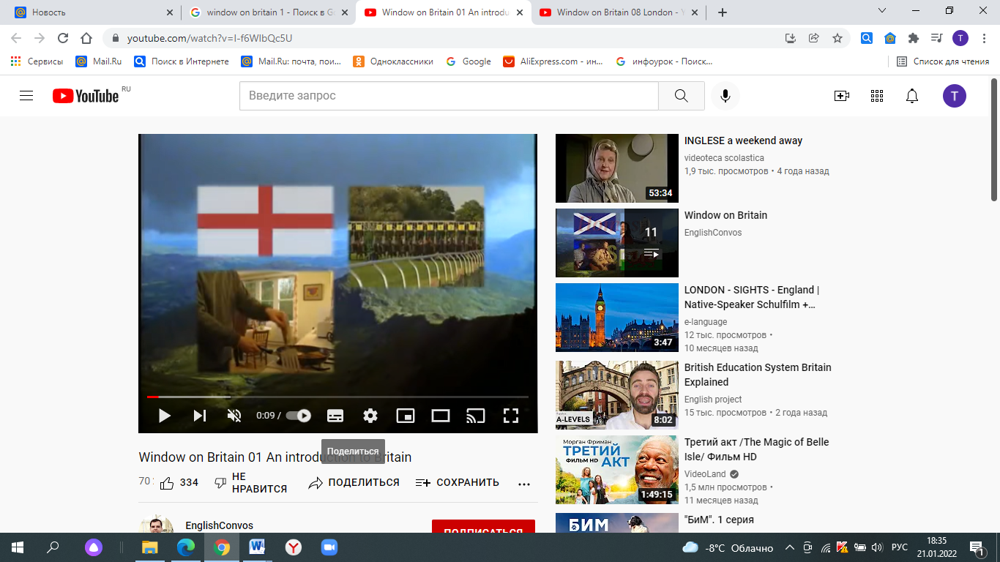 Новость
window on britain 1 - Поиск в Go
Window on Britain 01 An introdu
Window on Britain 08 London - Y
youtube.com/watch?v=I-f6WIbQc5U
T
Сервисы
Mail.Ru
Поиск в Интернете
Mail.Ru: почта, пои...
Одноклассники
Google
AliExpress.com - ин...
инфоурок - Поиск...
Список для чтения
YouTube RU
Введите запрос
T
INGLESE a weekend away
videoteca scolastica
1,9 тыс. просмотров • 4 года назад
53:34
Window on Britain
EnglishConvos
11
LONDON - SIGHTS - England |
Native-Speaker Schulfilm +...
e-language
12 тыс. просмотров •
10 месяцев назад
3:47
British Education System Britain
Explained
English project
15 тыс. просмотров • 2 года назад
A-LEVELS
8:02
Третий акт /The Magic of Belle
Isle/ Фильм HD
VideoLand
1,5 млн просмотров •
11 месяцев назад
Морган Фриман
ТРЕТИЙ
ФИЛЬМ HD АКТ
1:49:15
"БиМ". 1 серия
БИМ
0:09 /
Поделиться
Window on Britain 01 An introduction to Britain
70
334
НЕ
НРАВИТСЯ
ПОДЕЛИТЬСЯ
СОХРАНИТЬ
EnglishConvos
ПОДПИСАТЬСЯ
-8°C Облачно
РУС
18:35
21.01.2022
1